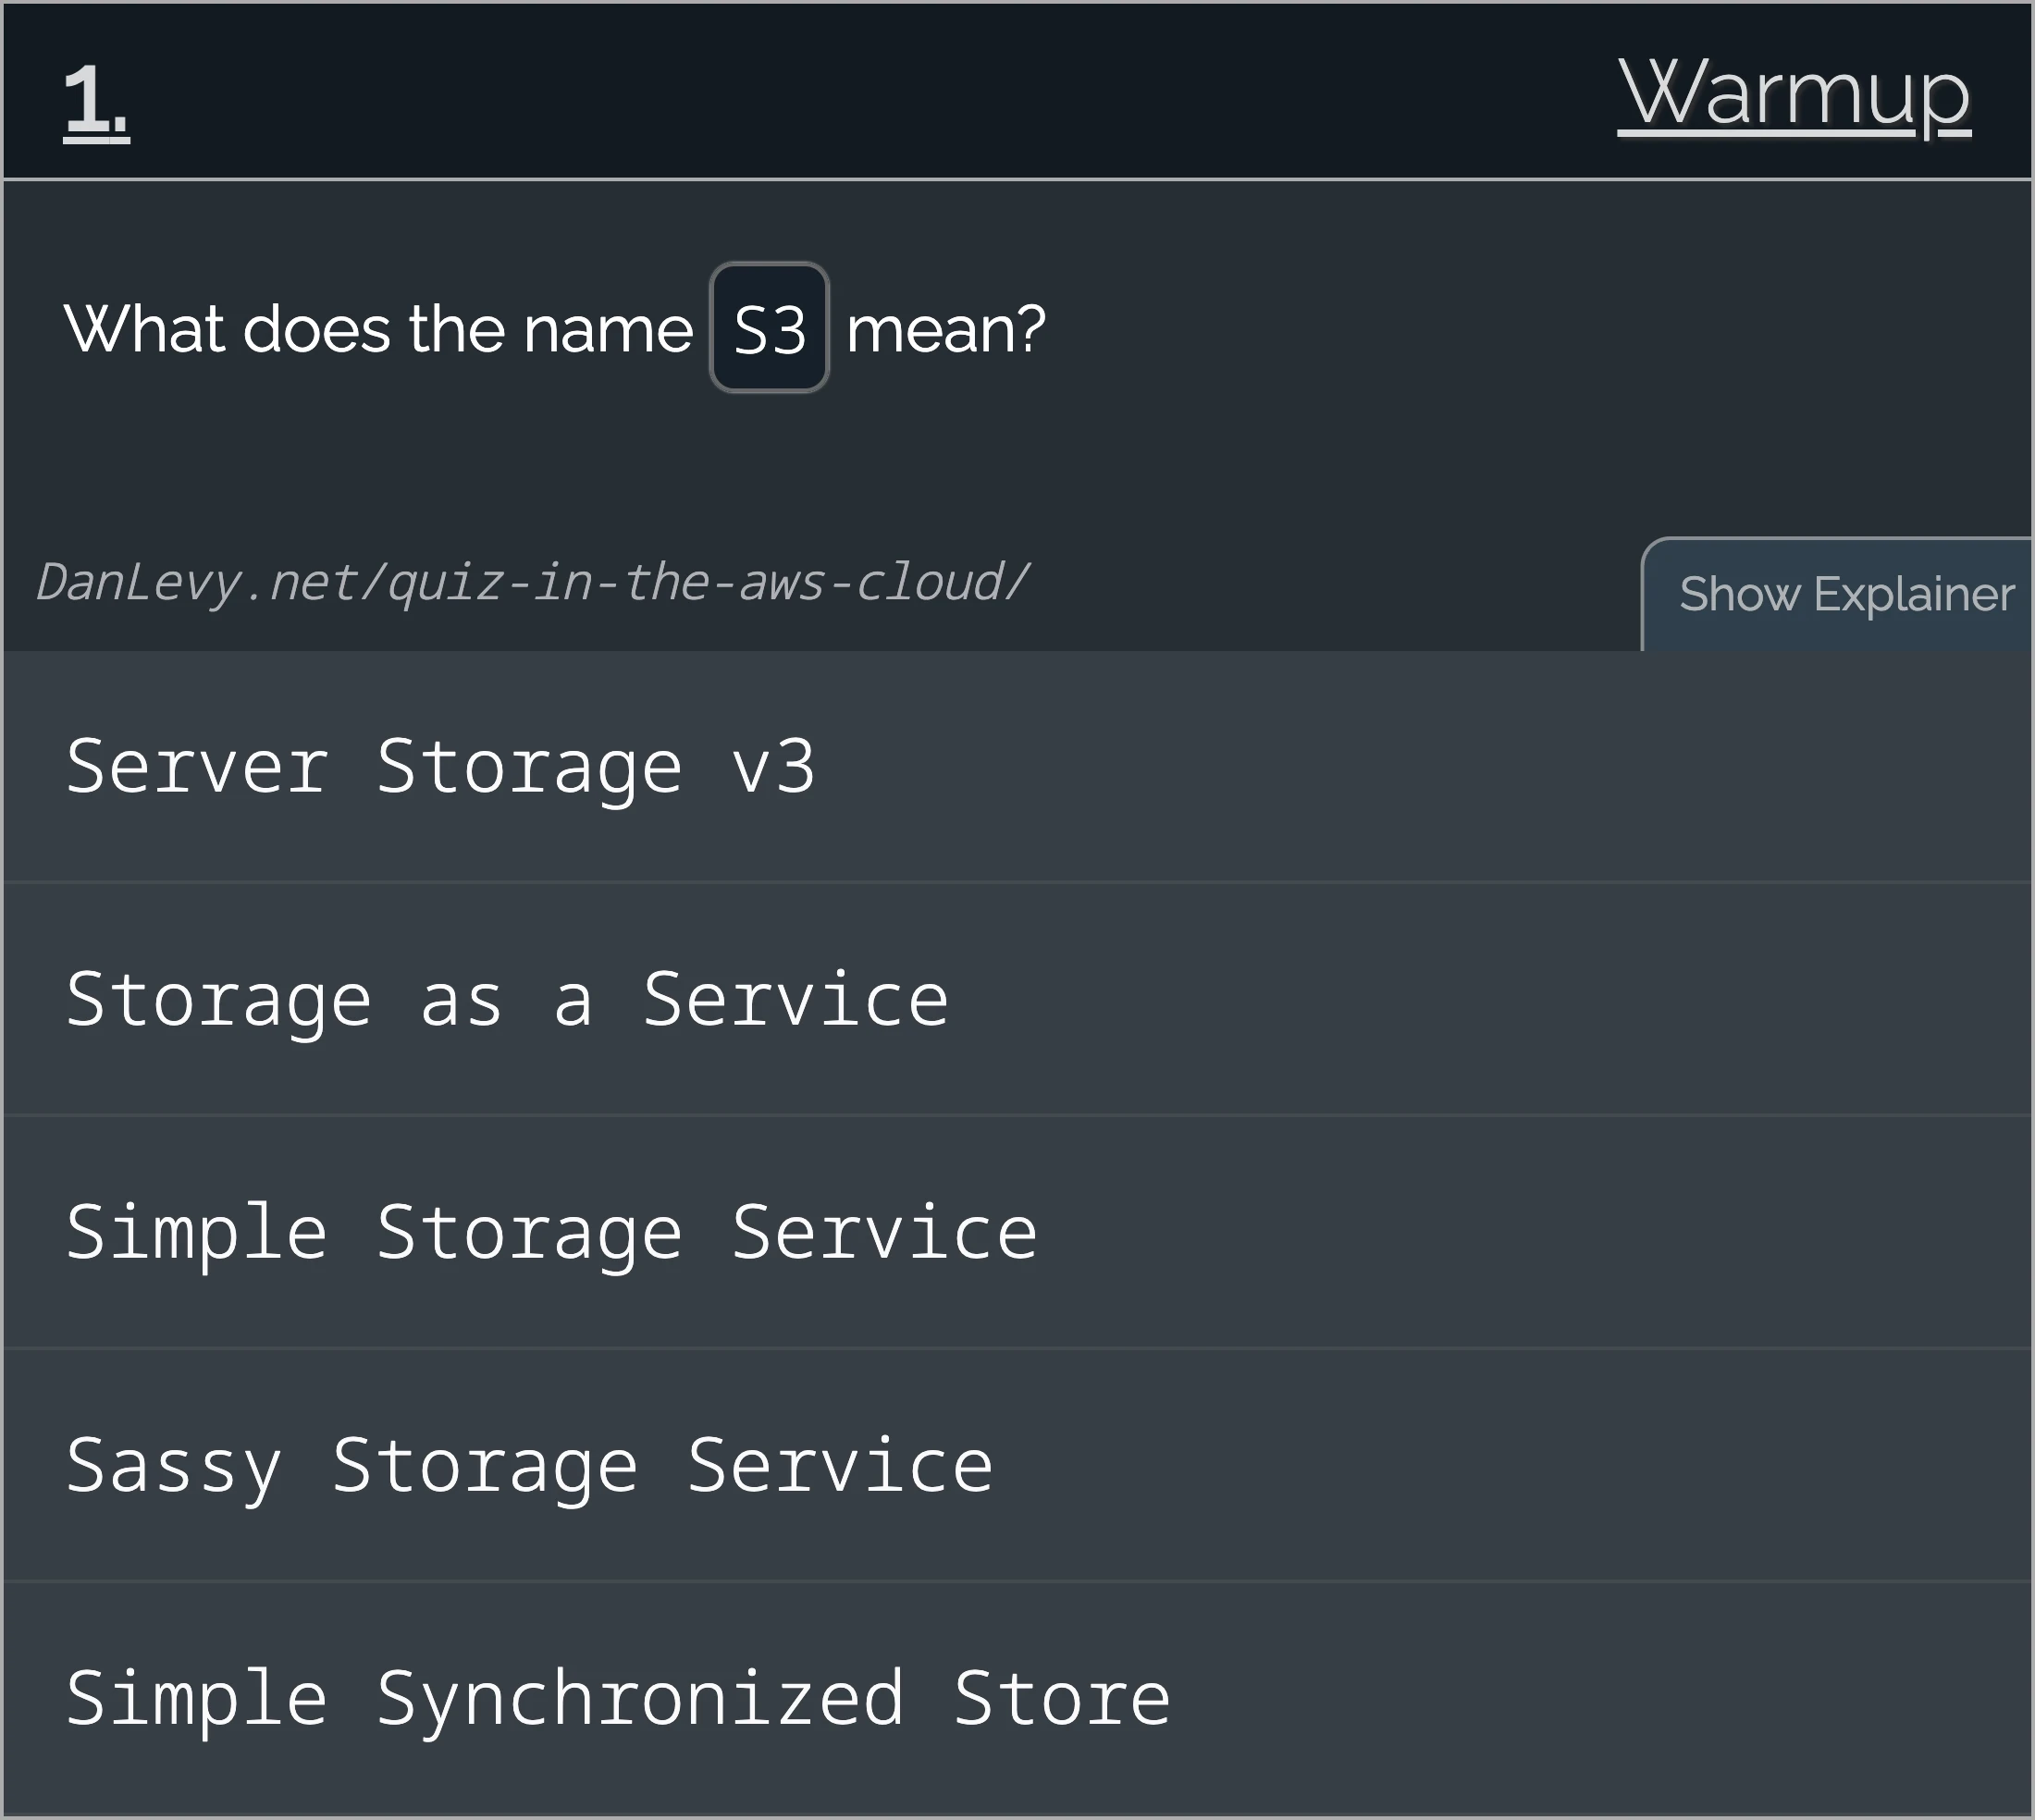 1.
Warmup
What does the name S3 mean?
DanLevy.net/quiz-in-the-aws-cloud/
Show Explainer
Server Storage v3
Storage as a Service
Simple Storage Service
Sassy Storage Service
Simple Synchronized Store